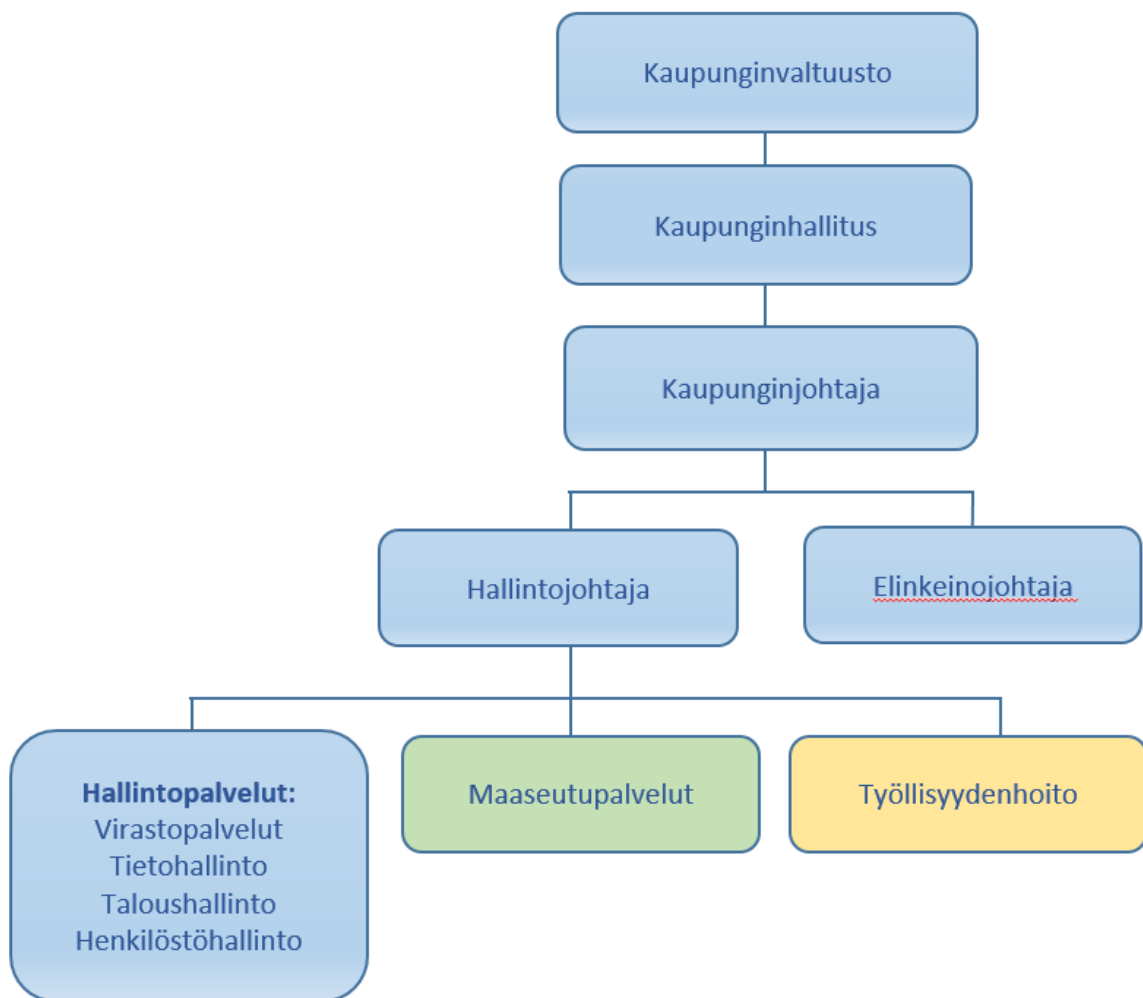 Kaupunginvaltuusto
Kaupunginhallitus
Kaupunginjohtaja
Hallintojohtaja
Elinkeinojohtaja
Hallintopalvelut:
Virastopalvelut
Tietohallinto
Taloushallinto
Henkilöstöhallinto
Maaseutupalvelut
Työllisyydenhoito